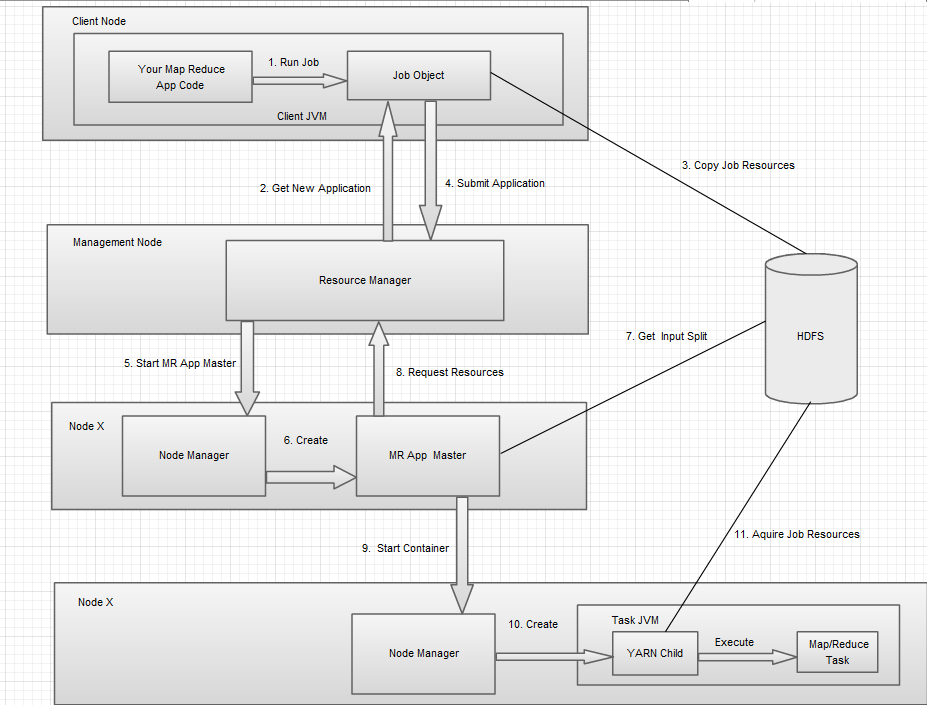 Client Node
Your Map Reduce
App Code
1. Run Job
Job Object
Client JVM
3. Copy Job Resources
2. Get New Application
4. Submit Application
Management Node
Resource Manager
HDFS
7. Get Input Split
5. Start MR App Master
8. Request Resources
Node X
Node Manager
6. Create
MR App Master
9. Start Container
11. Aquire Job Resources
Node X
Node Manager
10. Create
Task JVM
YARN Child
Execute
Map/Reduce
Task